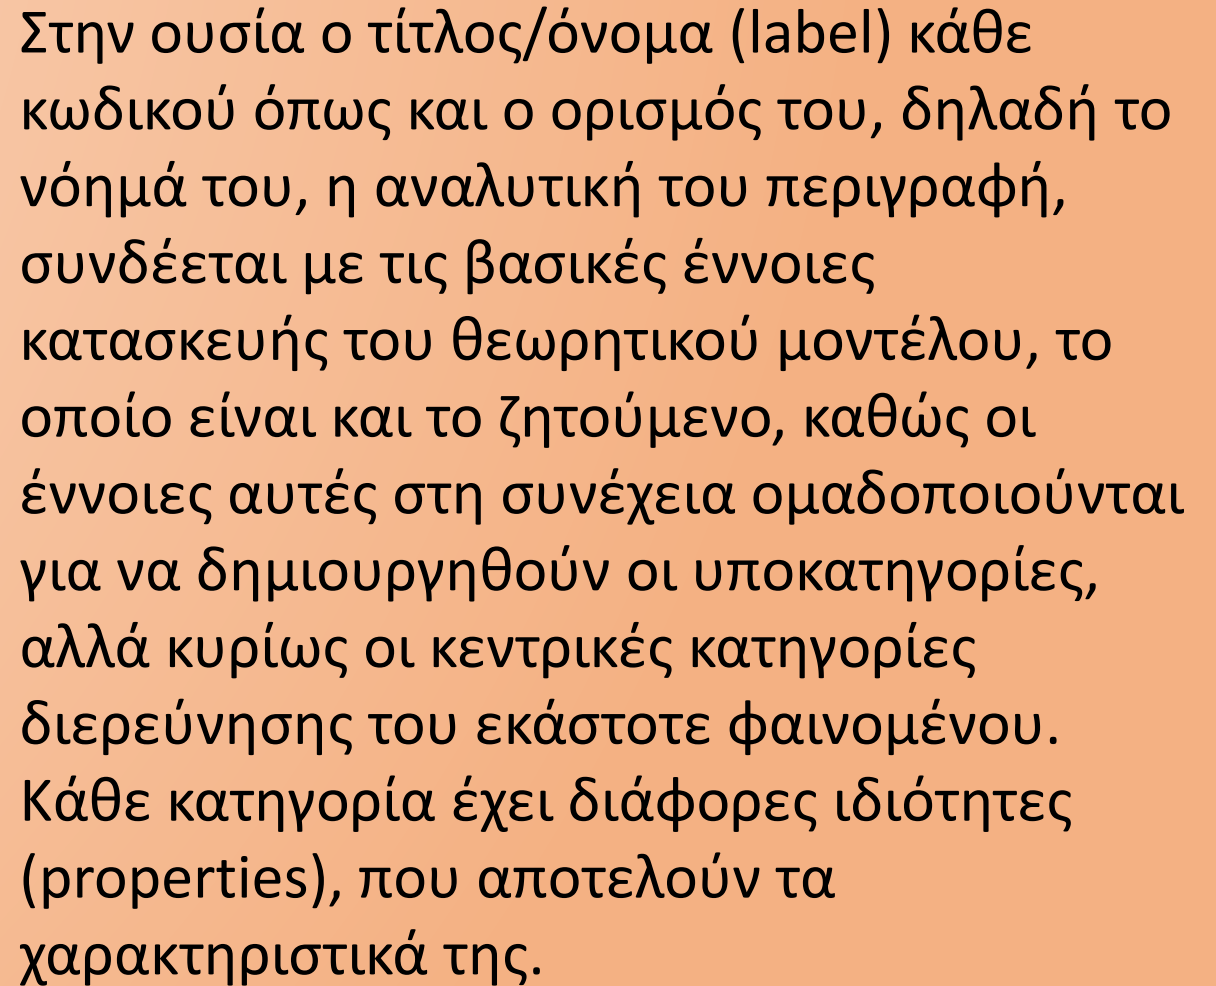 Στην ουσία ο τίτλος/όνομα (label) κάθε
κωδικού όπως και ο ορισμός του, δηλαδή το
νόημά του, η αναλυτική του περιγραφή,
συνδέεται με τις βασικές έννοιες
κατασκευής του θεωρητικού μοντέλου, το
οποίο είναι και το ζητούμενο, καθώς οι
έννοιες αυτές στη συνέχεια ομαδοποιούνται
για να δημιουργηθούν οι υποκατηγορίες,
αλλά κυρίως οι κεντρικές κατηγορίες
διερεύνησης του εκάστοτε φαινομένου.
Κάθε κατηγορία έχει διάφορες ιδιότητες
(properties), που αποτελούν τα
χαρακτηριστικά της.